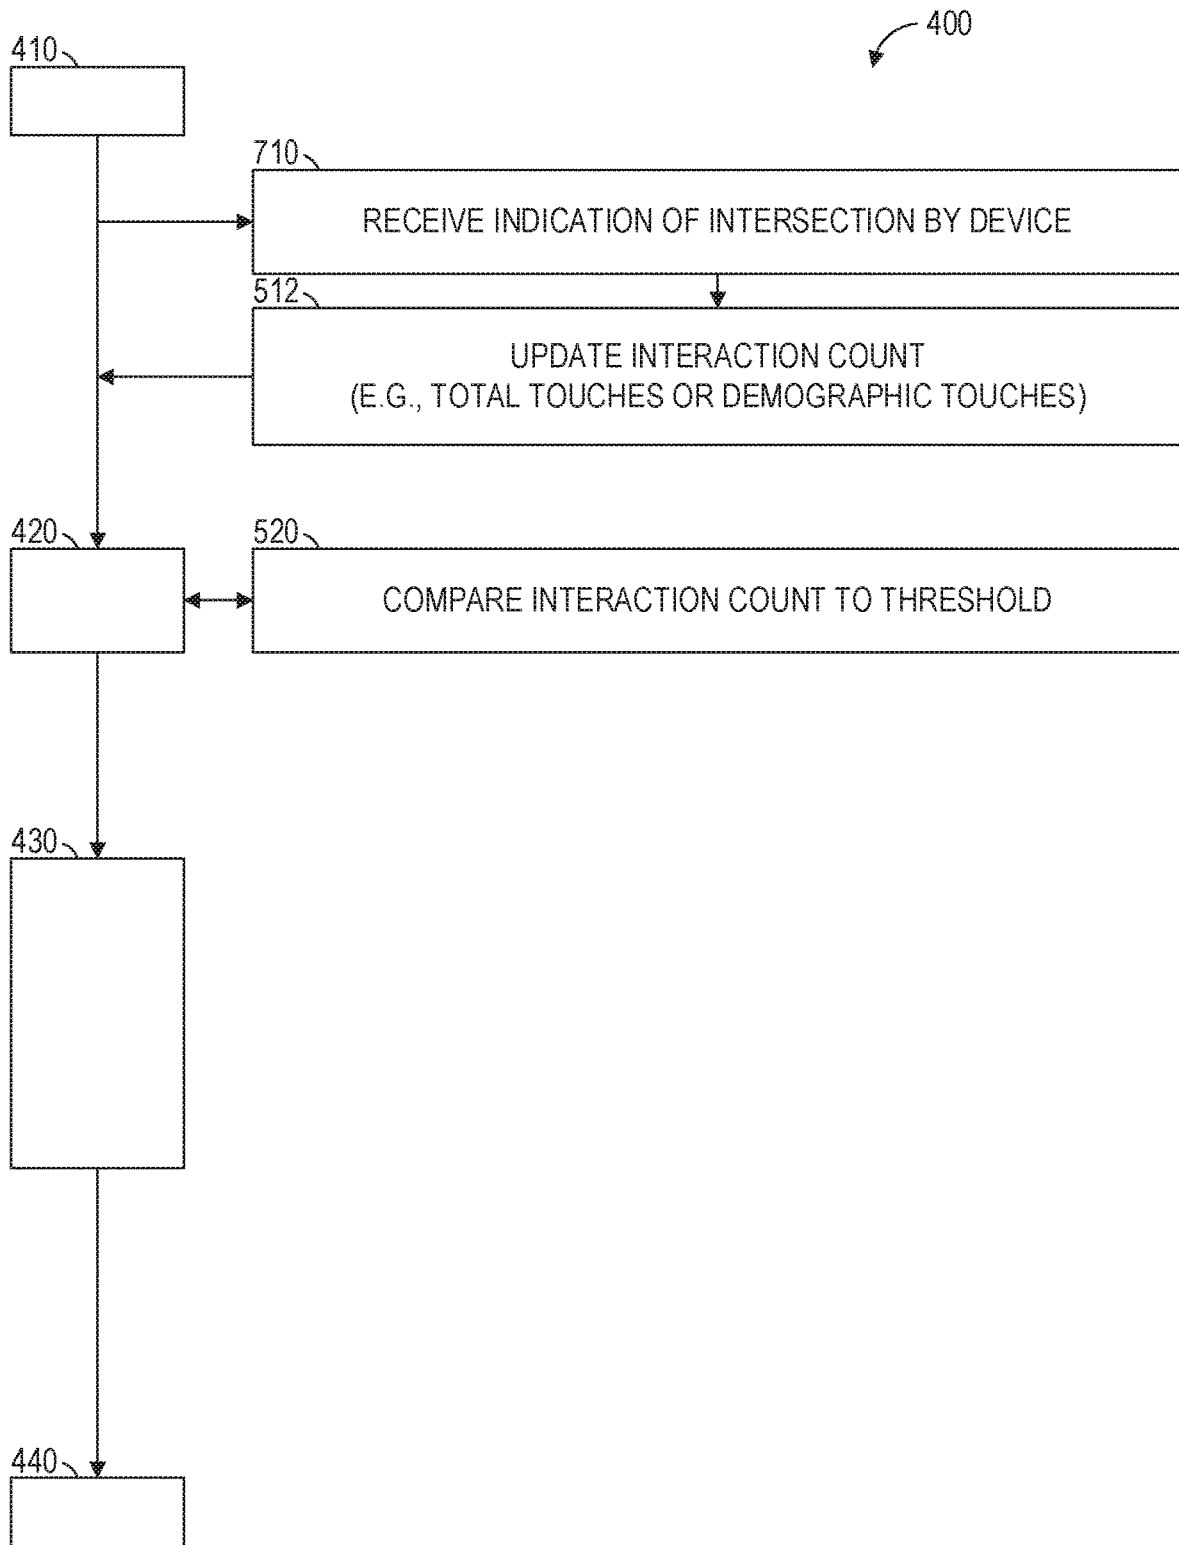 400
410
710
RECEIVE INDICATION OF INTERSECTION BY DEVICE
512
UPDATE INTERACTION COUNT
(E.G., TOTAL TOUCHES OR DEMOGRAPHIC TOUCHES)
420
520
COMPARE INTERACTION COUNT TO THRESHOLD
430
440